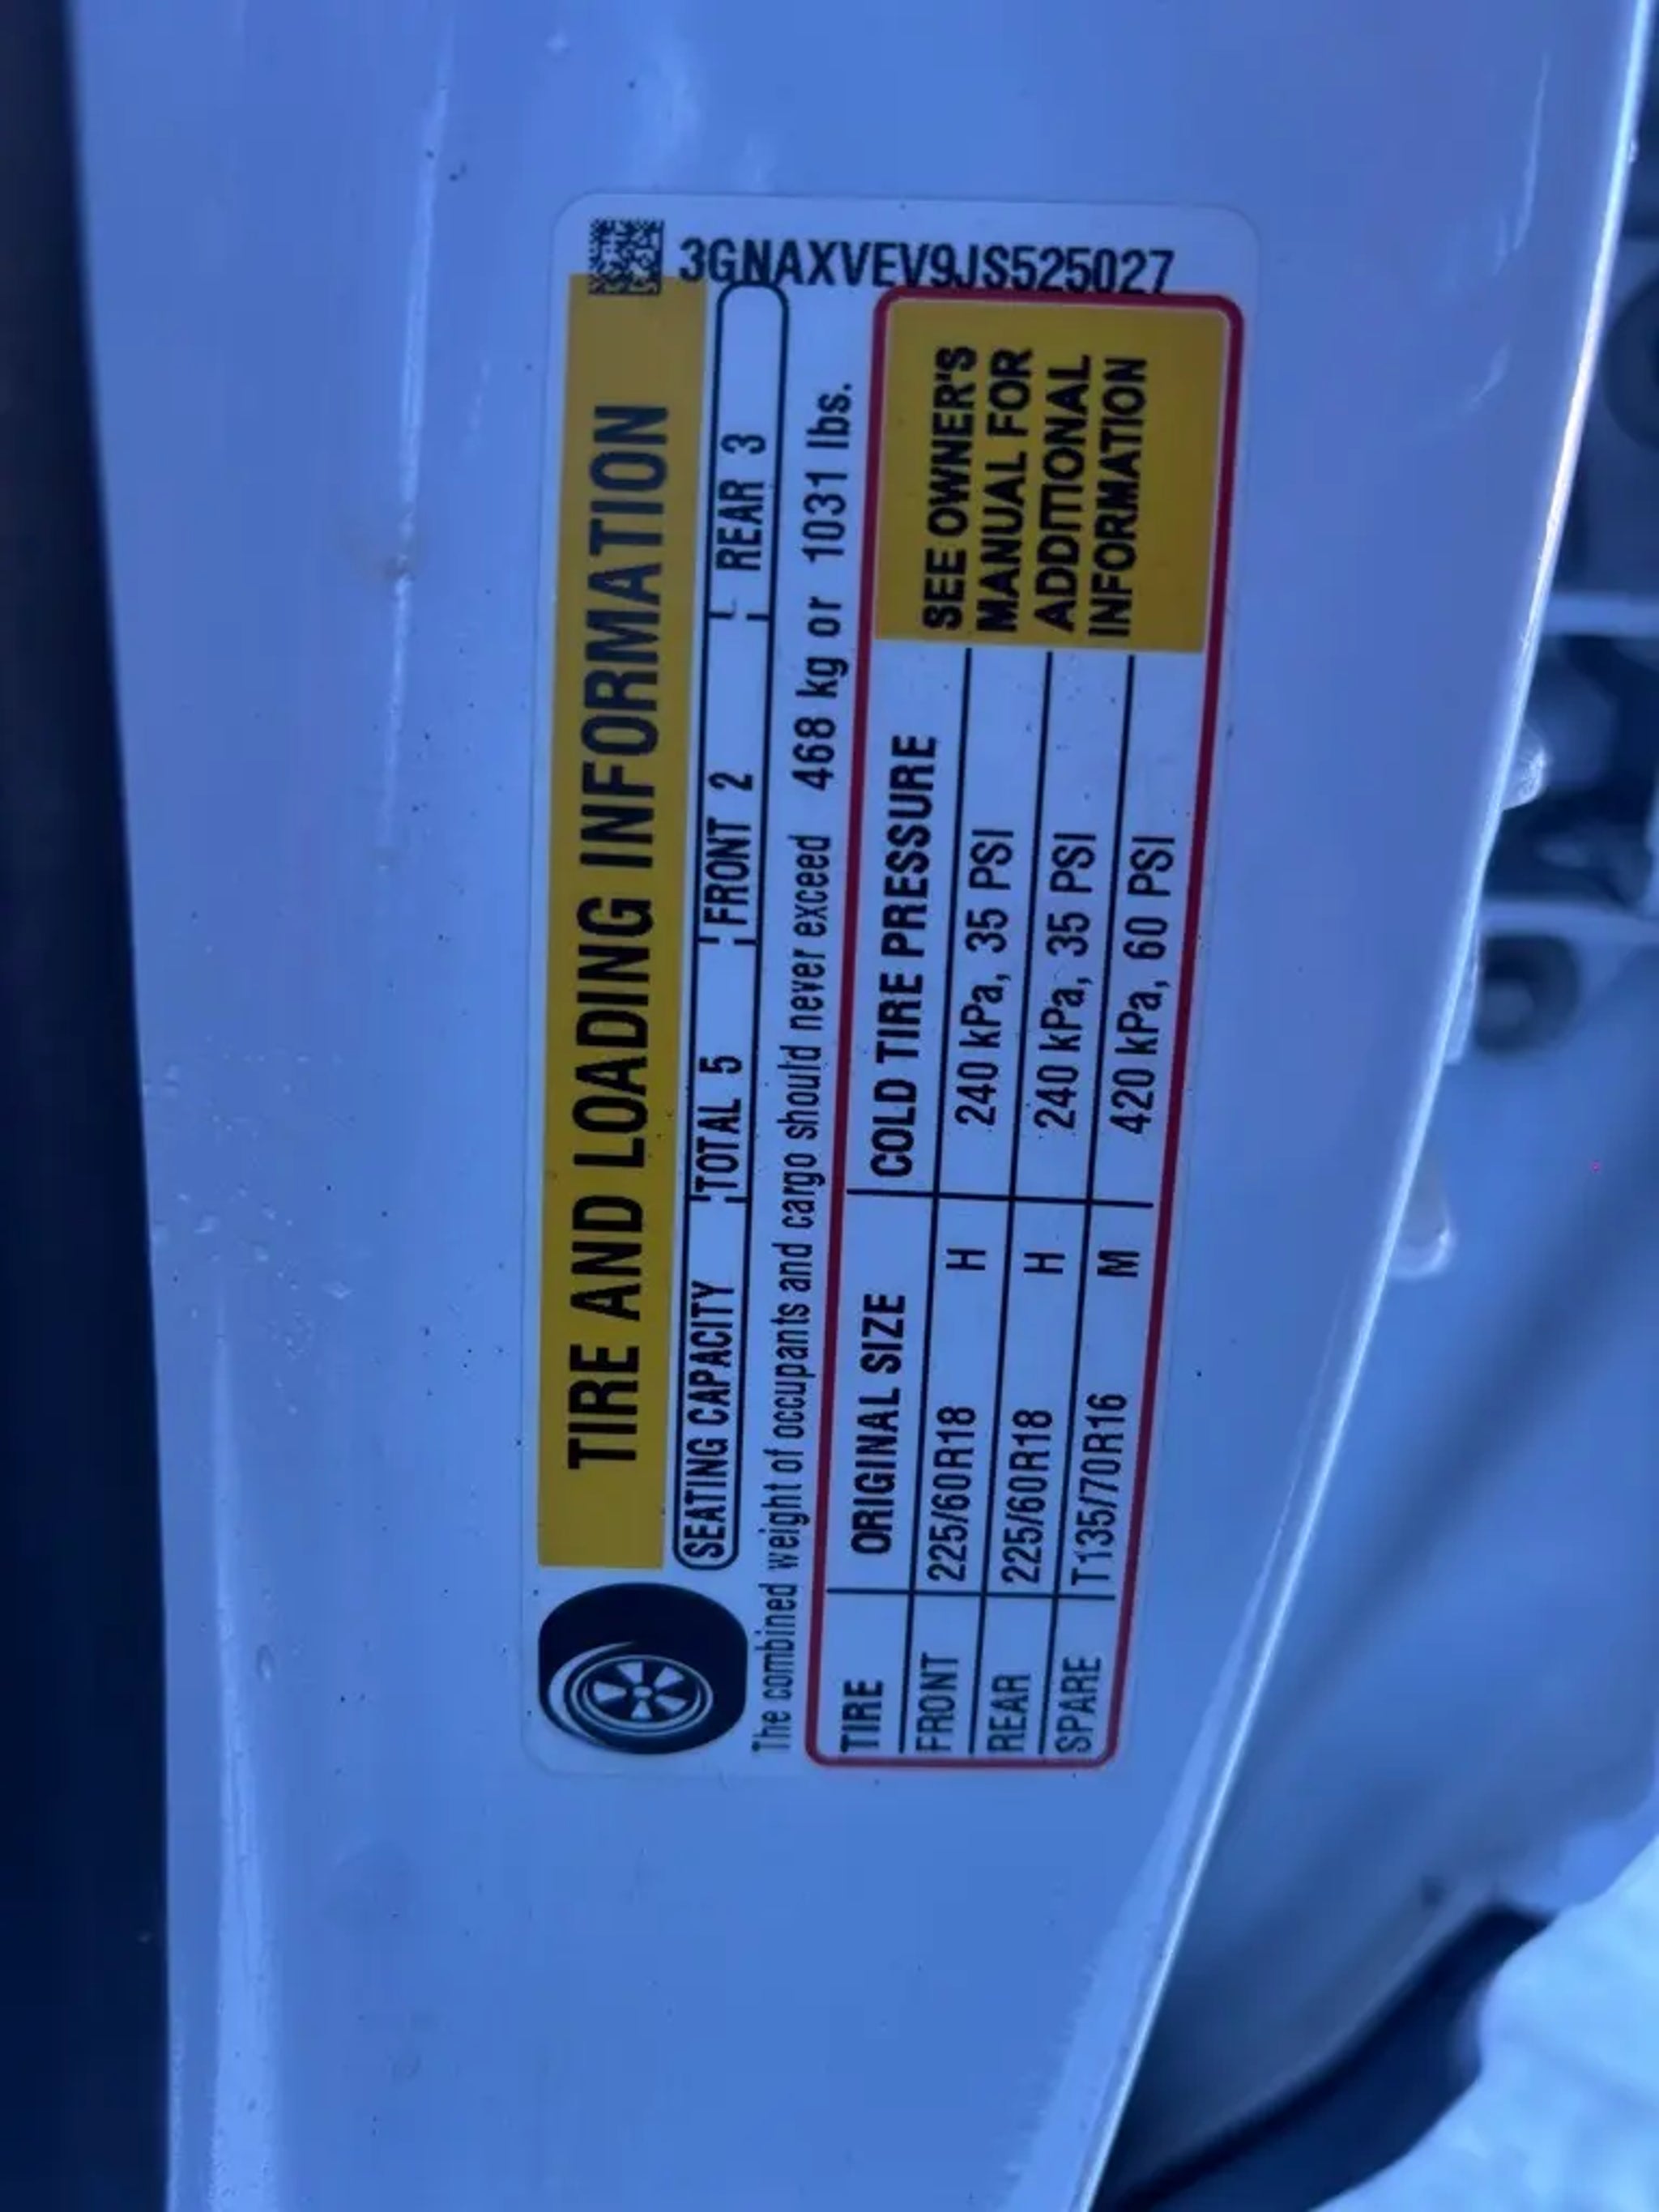 3GNAXVEV9JS525027
TIRE AND LOADING INFORMATION
SEATING CAPACITY TOTAL 5 FRONT 2 REAR 3
The combined weight of occupants and cargo should never exceed 468 kg or 1031 lbs.
TIRE ORIGINAL SIZE COLD TIRE PRESSURE
FRONT 225/60R18 H 240 kPa, 35 PSI
REAR 225/60R18 H 240 kPa, 35 PSI
SPARE T135/70R16 M 420 kPa, 60 PSI
SEE OWNER'S
MANUAL FOR
ADDITIONAL
INFORMATION